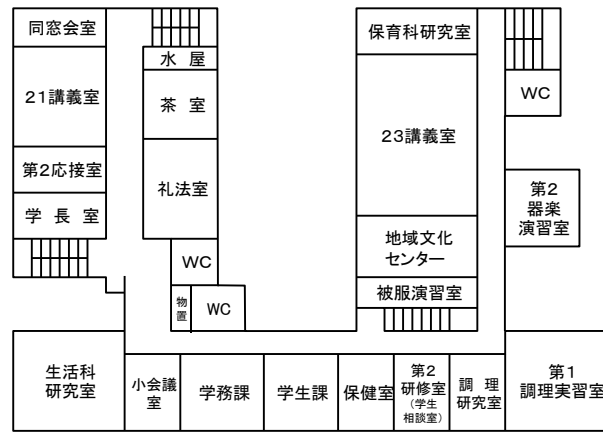 同窓会室
21講義室
第2応接室
学 長 室
水 屋
茶 室
礼法室
WC
物置
WC
保育科研究室
23講義室
地域文化
センター
被服演習室
WC
第2
器楽
演習室
生活科
研究室
小会議
室
学務課
学生課
保健室
第2
研修室
(学生
相談室)
調 理
研究室
第1
調理実習室